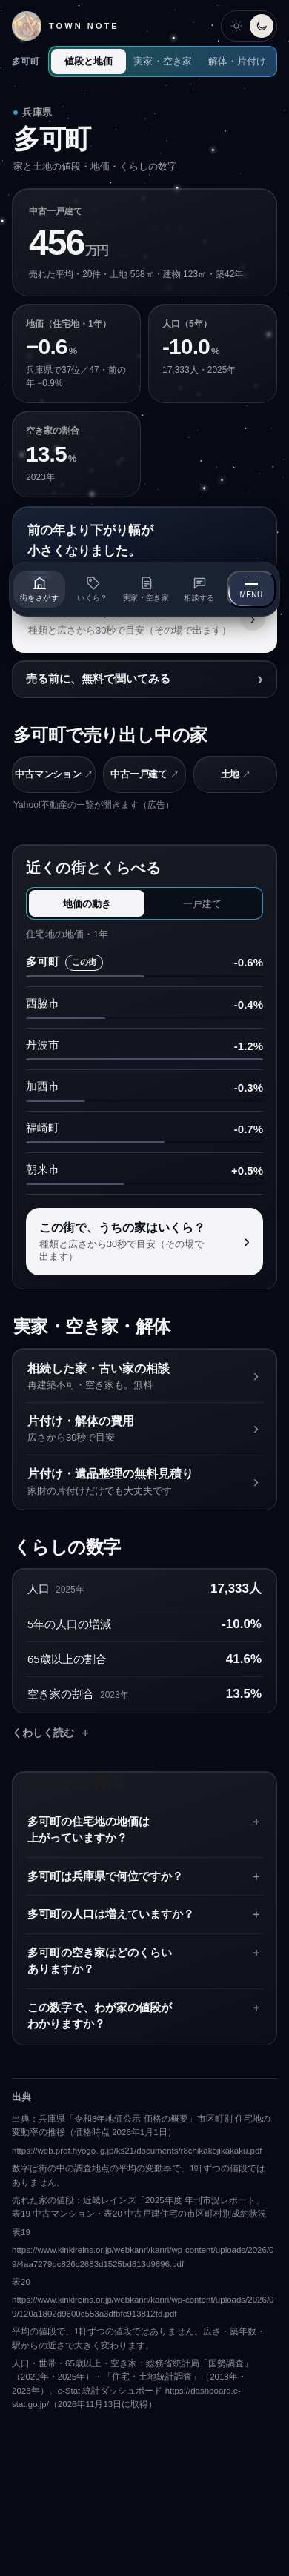 TOWN NOTE
多可町
値段と地価
実家・空き家
解体・片付け
兵庫県
多可町
家と土地の値段・地価・くらしの数字
中古一戸建て
456万円
売れた平均・20件・土地 568㎡・建物 123㎡・築42年
地価（住宅地・1年）
−0.6%
兵庫県で37位／47・前の
年 −0.9%
人口（5年）
-10.0%
17,333人・2025年
空き家の割合
13.5%
2023年
前の年より下がり幅が
小さくなりました。
街をさがす
いくら？
実家・空き家
相談する
MENU
種類と広さから30秒で目安（その場で出ます）
売る前に、無料で聞いてみる
多可町で売り出し中の家
中古マンション ↗
中古一戸建て ↗
土地 ↗
Yahoo!不動産の一覧が開きます（広告）
近くの街とくらべる
地価の動き
一戸建て
住宅地の地価・1年
多可町 この街 -0.6%
西脇市 -0.4%
丹波市 -1.2%
加西市 -0.3%
福崎町 -0.7%
朝来市 +0.5%
この街で、うちの家はいくら？
種類と広さから30秒で目安（その場で
出ます）
実家・空き家・解体
相続した家・古い家の相談
再建築不可・空き家も。無料
片付け・解体の費用
広さから30秒で目安
片付け・遺品整理の無料見積り
家財の片付けだけでも大丈夫です
くらしの数字
人口 2025年 17,333人
5年の人口の増減 -10.0%
65歳以上の割合 41.6%
空き家の割合 2023年 13.5%
くわしく読む ＋
多可町の住宅地の地価は
上がっていますか？
多可町は兵庫県で何位ですか？
多可町の人口は増えていますか？
多可町の空き家はどのくらい
ありますか？
この数字で、わが家の値段が
わかりますか？
出典
出典：兵庫県「令和8年地価公示 価格の概要」市区町別 住宅地の
変動率の推移（価格時点 2026年1月1日）
https://web.pref.hyogo.lg.jp/ks21/documents/r8chikakojikakaku.pdf
数字は街の中の調査地点の平均の変動率で、1軒ずつの値段では
ありません。
売れた家の値段：近畿レインズ「2025年度 年刊市況レポート」
表19 中古マンション・表20 中古戸建住宅の市区町村別成約状況
表19
https://www.kinkireins.or.jp/webkanri/kanri/wp-content/uploads/2026/0
9/4aa7279bc826c2683d1525bd813d9696.pdf
表20
https://www.kinkireins.or.jp/webkanri/kanri/wp-content/uploads/2026/0
9/120a1802d9600c553a3dfbfc913812fd.pdf
平均の値段で、1軒ずつの値段ではありません。広さ・築年数・
駅からの近さで大きく変わります。
人口・世帯・65歳以上・空き家：総務省統計局「国勢調査」
（2020年・2025年）・「住宅・土地統計調査」（2018年・
2023年）。e-Stat 統計ダッシュボード https://dashboard.e-
stat.go.jp/（2026年11月13日に取得）